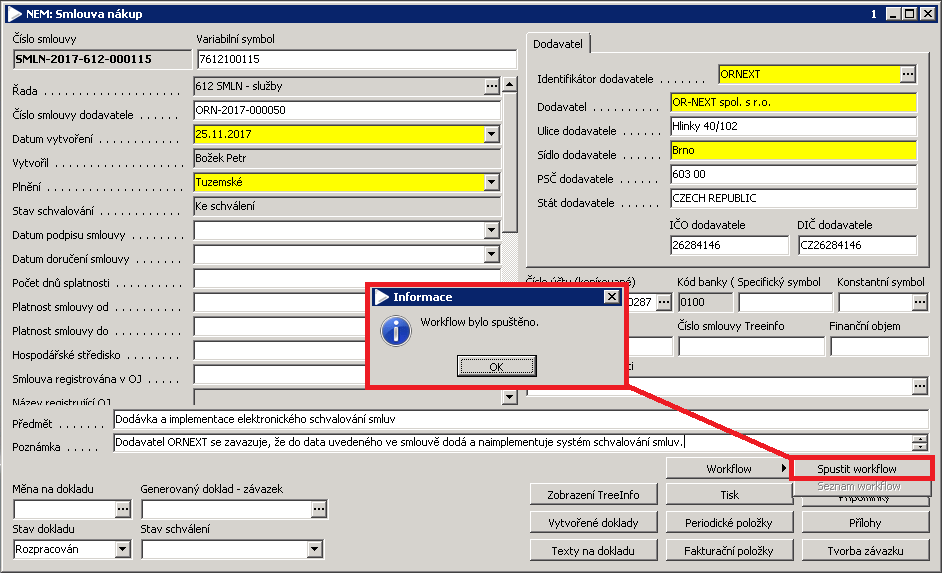 NEM: Smlouva nákup 1
Číslo smlouvy Variabilní symbol
SMLN-2017-612-000115 7612100115
Řada 612 SMLN - služby
Číslo smlouvy dodavatele ORN-2017-000050
Datum vytvoření 25.11.2017
Vytvořil Božek Petr
Plnění Tuzemské
Stav schvalování Ke schválení
Datum podpisu smlouvy
Datum doručení smlouvy
Počet dnů splatnosti
Platnost smlouvy od
Platnost smlouvy do
Hospodářské středisko
Smlouva registrována v OJ
Název registrující OJ
Dodavatel
Identifikátor dodavatele ORNEXT
Dodavatel OR-NEXT spol. s r.o.
Ulice dodavatele Hlinky 40/102
Sídlo dodavatele Brno
PSČ dodavatele 603 00
Stát dodavatele CZECH REPUBLIC
IČO dodavatele DIČ dodavatele
26284146 CZ26284146
Číslo účtu (kopírované) Kód banky ( Specifický symbol Konstantní symbol
0287 0100
Číslo smlouvy Treeinfo Finanční objem
Informace
Workflow bylo spuštěno.
OK
Předmět Dodávka a implementace elektronického schvalování smluv
Poznámka Dodavatel ORNEXT se zavazuje, že do data uvedeného ve smlouvě dodá a naimplementuje systém schvalování smluv.
Workflow Spustit workflow
Seznam workflow
Měna na dokladu Generovaný doklad - závazek
Stav dokladu Stav schválení
Rozpracován
Zobrazení TreeInfo Tisk Připomínky
Vytvořené doklady Periodické položky Přílohy
Texty na dokladu Fakturační položky Tvorba závazku